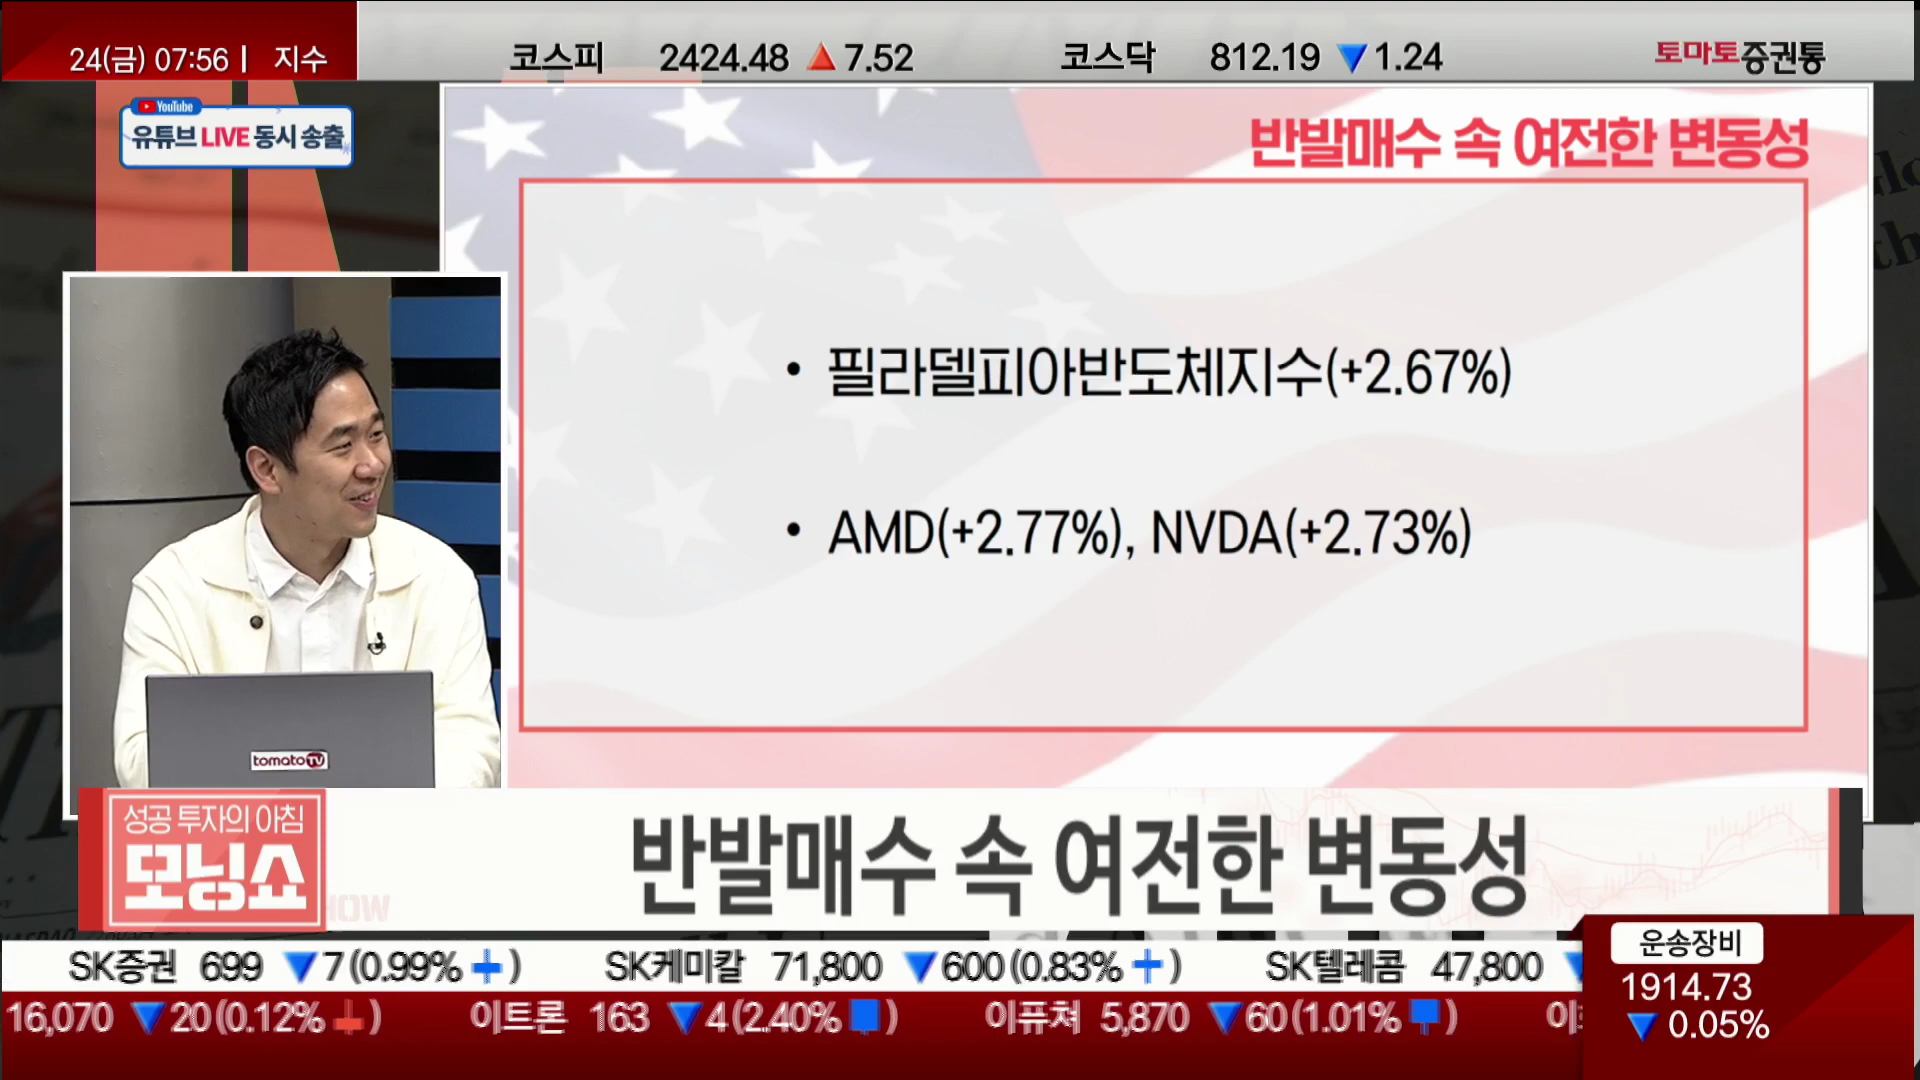 24(금) 07:56 | 지수
코스피 2424.48 ▲ 7.52 코스닥 812.19 ▼ 1.24
토마토증권통
YouTube
유튜브 LIVE 동시 송출
반발매수 속 여전한 변동성
• 필라델피아반도체지수(+2.67%)
• AMD(+2.77%), NVDA(+2.73%)
tomatoTV
성공 투자의 아침
모닝쇼
반발매수 속 여전한 변동성
SK증권 699 ▼7(0.99%) SK케미칼 71,800 ▼600(0.83%) SK텔레콤 47,800
16,070 ▼20(0.12%) 이트론 163 ▼4(2.40%) 이퓨쳐 5,870 ▼60(1.01%)
운송장비
1914.73
▼ 0.05%